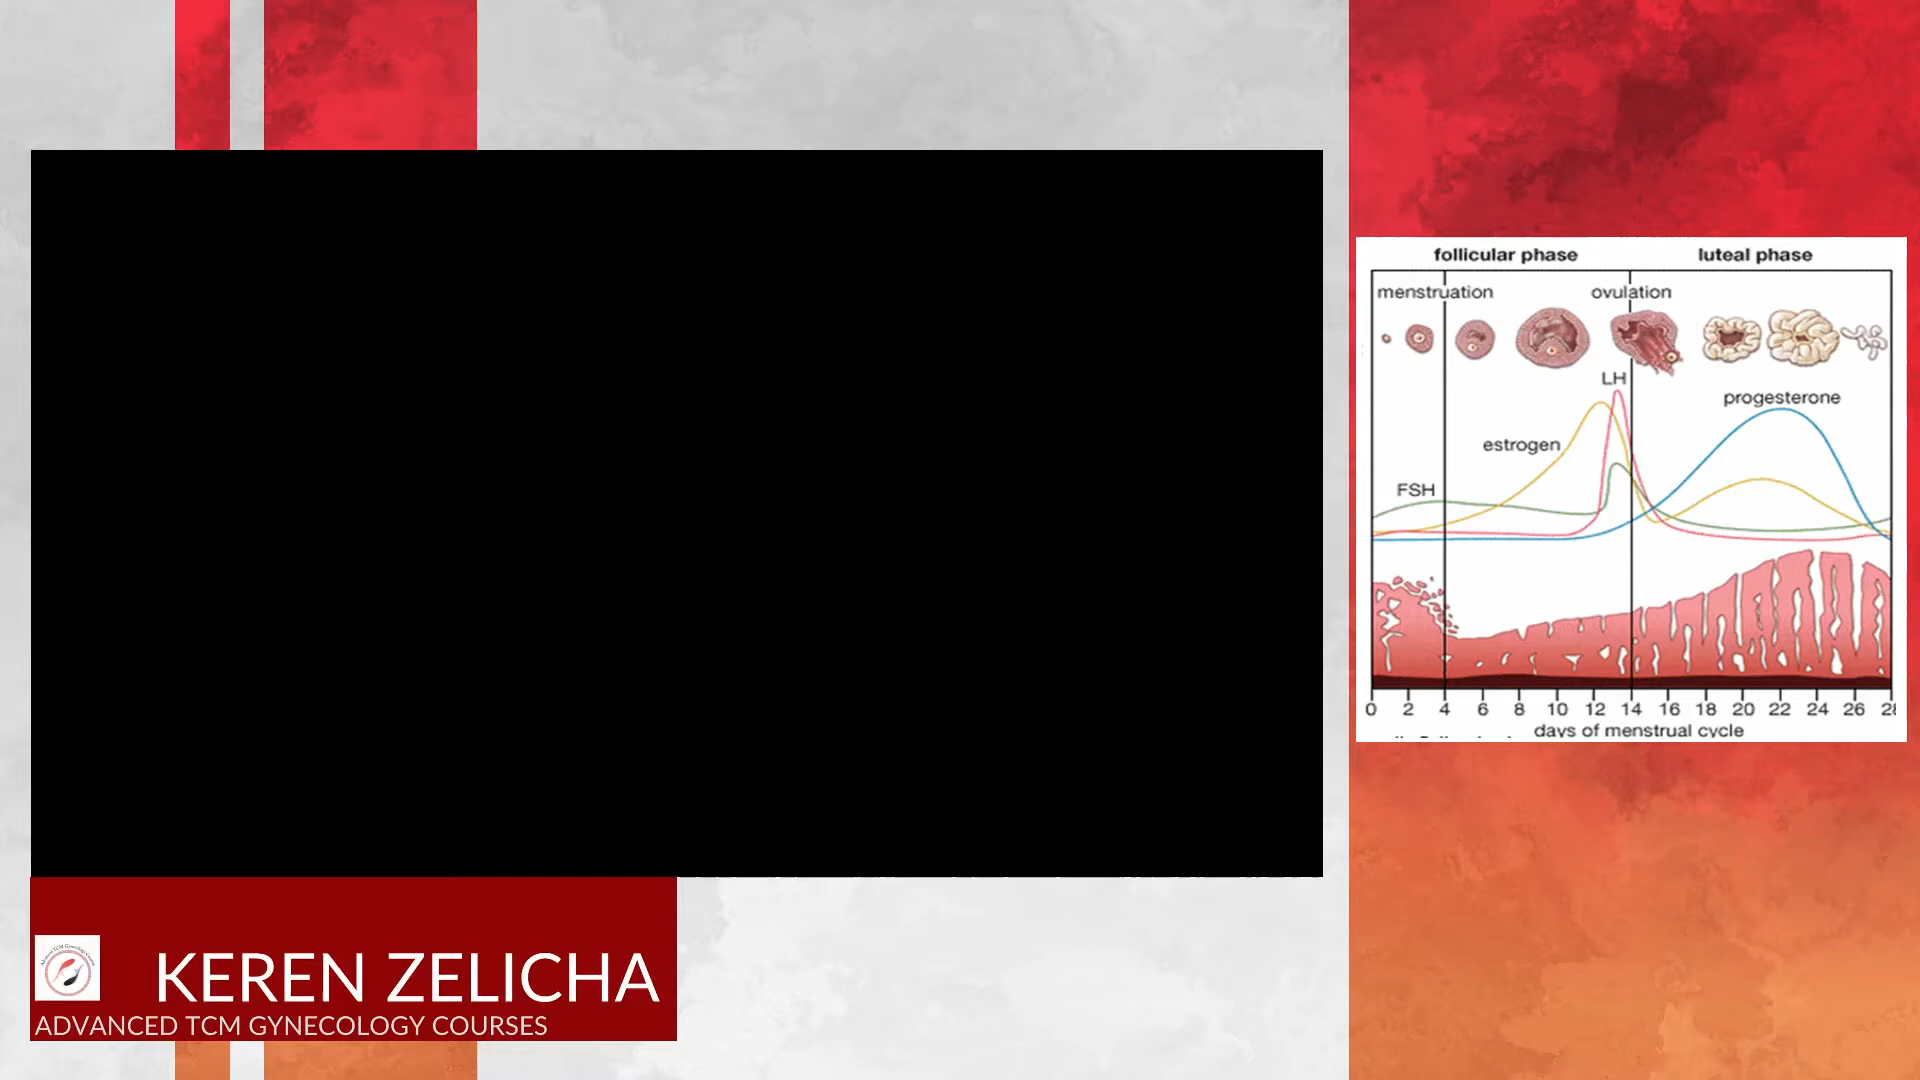 follicular phase luteal phase
menstruation ovulation
LH
progesterone
estrogen
FSH
0 2 4 6 8 10 12 14 16 18 20 22 24 26 28
days of menstrual cycle
KEREN ZELICHA
ADVANCED TCM GYNECOLOGY COURSES